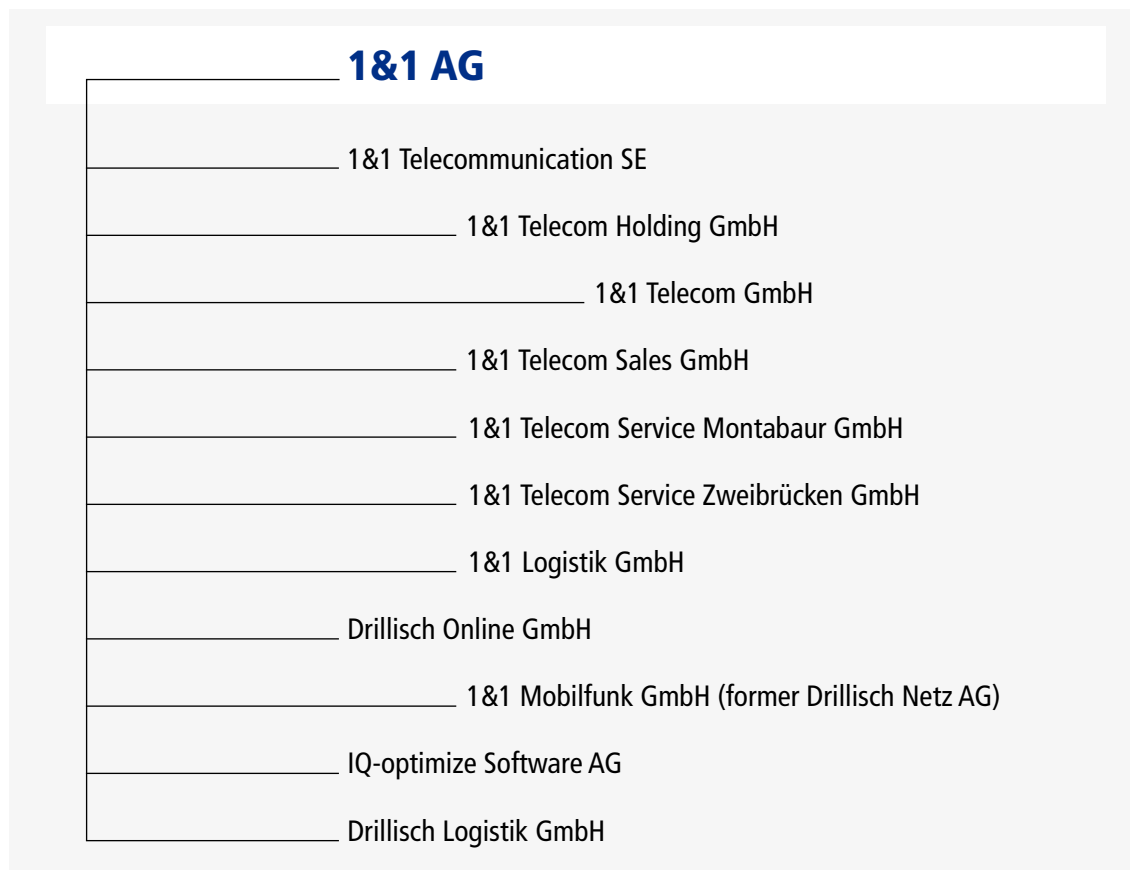 1&1 AG
1&1 Telecommunication SE
1&1 Telecom Holding GmbH
1&1 Telecom GmbH
1&1 Telecom Sales GmbH
1&1 Telecom Service Montabaur GmbH
1&1 Telecom Service Zweibrücken GmbH
1&1 Logistik GmbH
Drillisch Online GmbH
1&1 Mobilfunk GmbH (former Drillisch Netz AG)
IQ-optimize Software AG
Drillisch Logistik GmbH